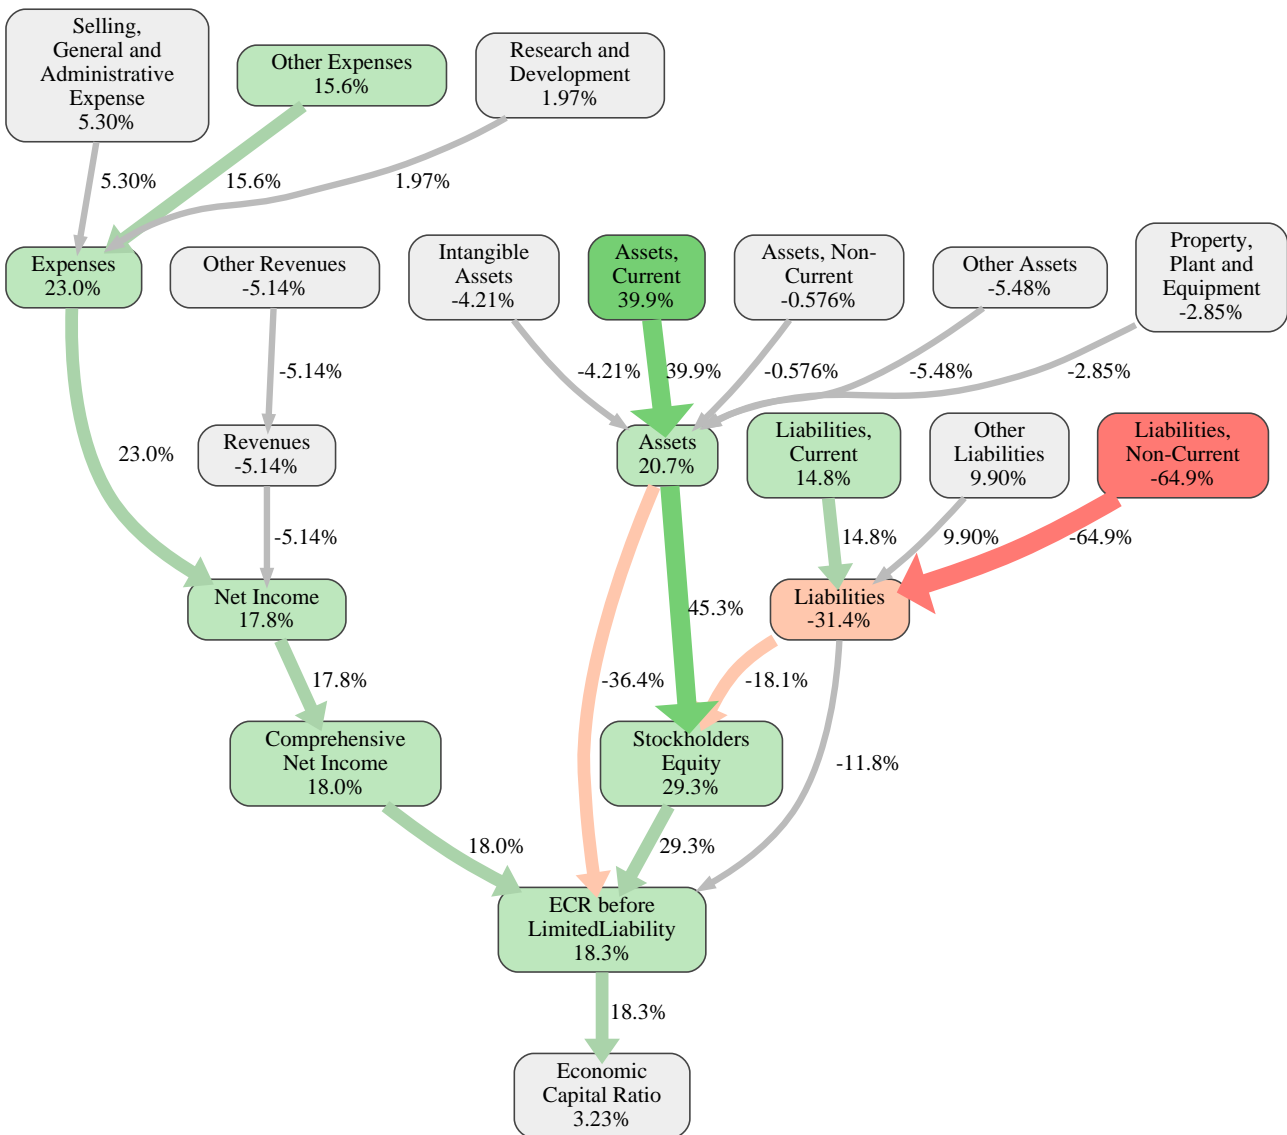 Selling,
General and
Administrative
Expense
5.30%
Other Expenses
15.6%
Research and
Development
1.97%
5.30%
15.6%
1.97%
Expenses
23.0%
Other Revenues
-5.14%
Intangible
Assets
-4.21%
Assets,
Current
39.9%
Assets, Non-
Current
-0.576%
Other Assets
-5.48%
Property,
Plant and
Equipment
-2.85%
-5.14%
-4.21%
39.9%
-0.576%
-5.48%
-2.85%
23.0%
Revenues
-5.14%
Assets
20.7%
Liabilities,
Current
14.8%
Other
Liabilities
9.90%
Liabilities,
Non-Current
-64.9%
-5.14%
14.8%
9.90%
-64.9%
Net Income
17.8%
45.3%
Liabilities
-31.4%
17.8%
-36.4%
-18.1%
Comprehensive
Net Income
18.0%
Stockholders
Equity
29.3%
-11.8%
18.0%
29.3%
ECR before
LimitedLiability
18.3%
18.3%
Economic
Capital Ratio
3.23%